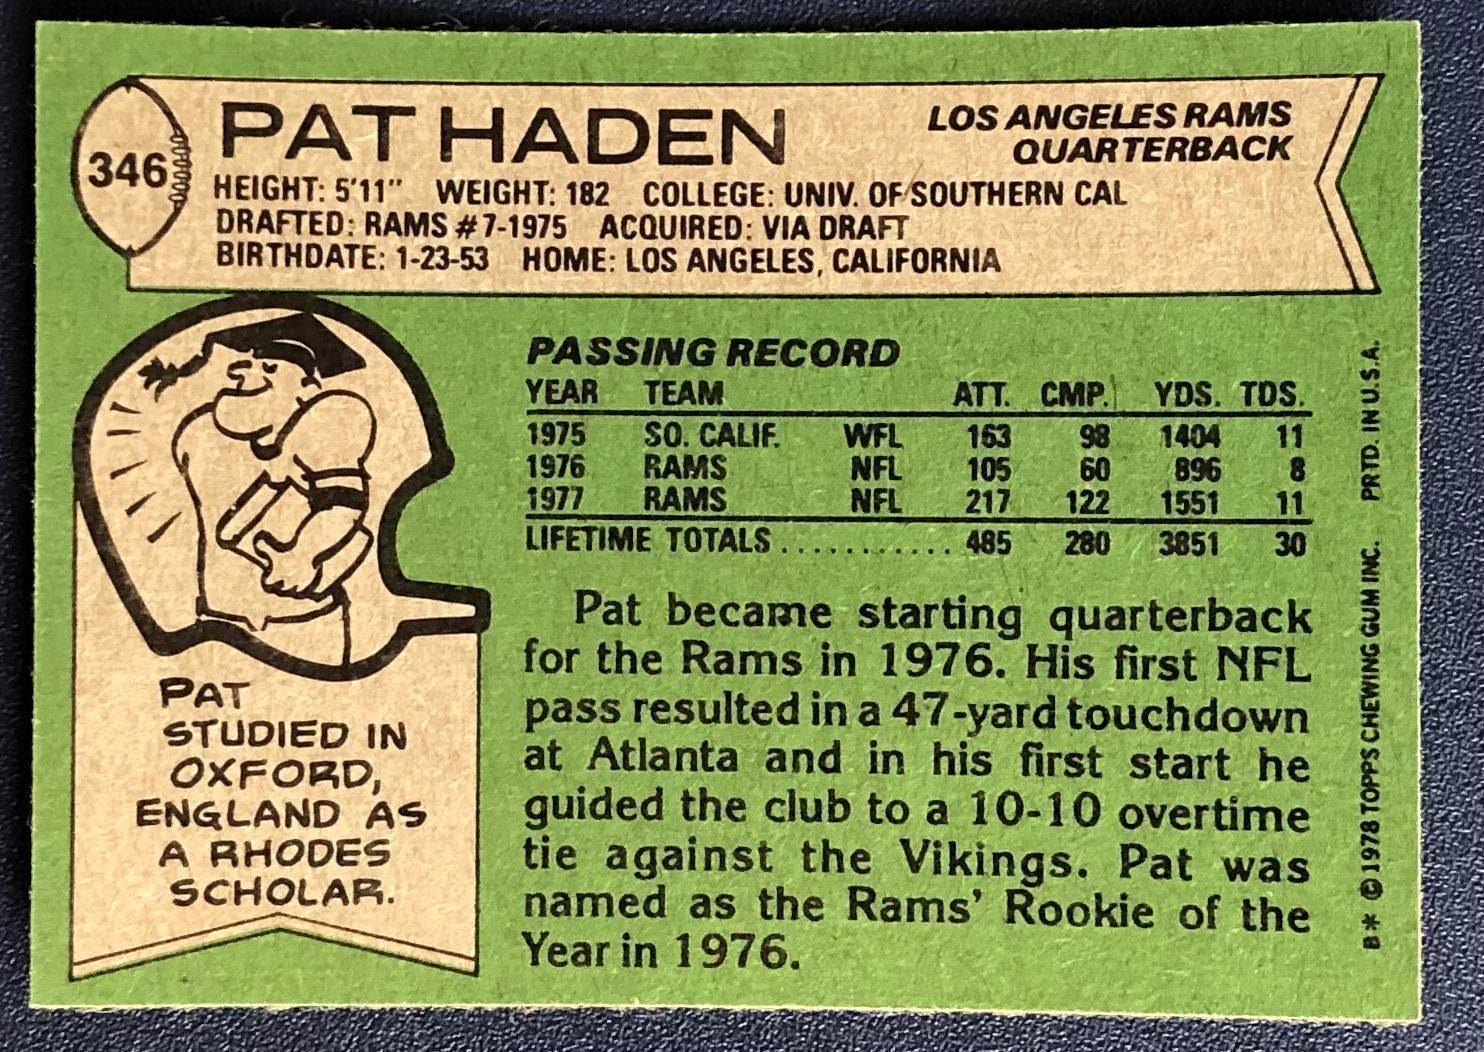 346
PAT HADEN
LOS ANGELES RAMS
QUARTERBACK
HEIGHT: 5'11" WEIGHT: 182 COLLEGE: UNIV. OF SOUTHERN CAL
DRAFTED: RAMS #7-1975 ACQUIRED: VIA DRAFT
BIRTHDATE: 1-23-53 HOME: LOS ANGELES, CALIFORNIA
PASSING RECORD
YEAR TEAM ATT. CMP. YDS. TDS.
1975 SO. CALIF. WFL 163 98 1404 11
1976 RAMS NFL 105 60 896 8
1977 RAMS NFL 217 122 1551 11
LIFETIME TOTALS ............ 485 280 3851 30
Pat became starting quarterback
for the Rams in 1976. His first NFL
pass resulted in a 47-yard touchdown
at Atlanta and in his first start he
guided the club to a 10-10 overtime
tie against the Vikings. Pat was
named as the Rams' Rookie of the
Year in 1976.
PAT
STUDIED IN
OXFORD,
ENGLAND AS
A RHODES
SCHOLAR.
B* © 1978 TOPPS CHEWING GUM INC. PRTD. IN U.S.A.